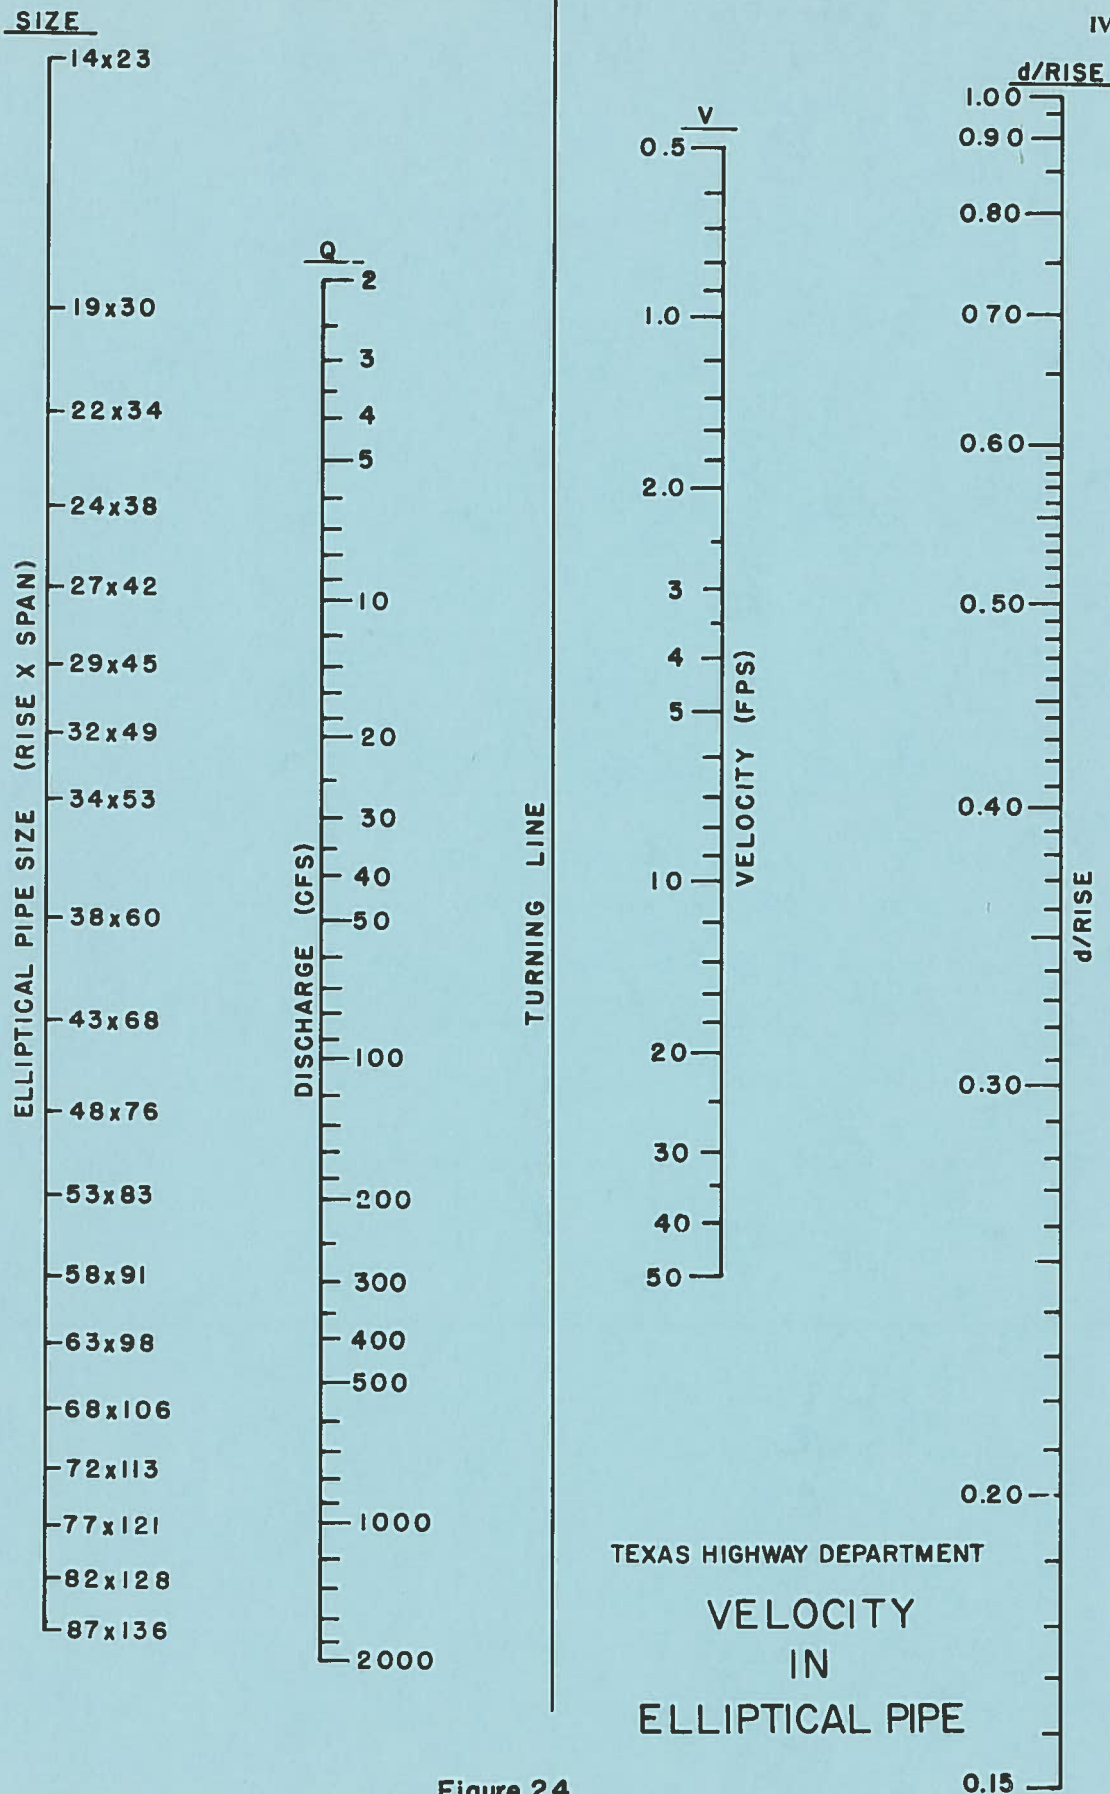 SIZE
14x23
19x30
22x34
24x38
27x42
29x45
32x49
34x53
38x60
43x68
48x76
53x83
58x91
63x98
68x106
72x113
77x121
82x128
87x136
ELLIPTICAL PIPE SIZE (RISE X SPAN)
Q
2
3
4
5
10
20
30
40
50
100
200
300
400
500
1000
2000
DISCHARGE (CFS)
TURNING LINE
V
0.5
1.0
2.0
3
4
5
10
20
30
40
50
VELOCITY (FPS)
IV
d/RISE
1.00
0.90
0.80
0 70
0.60
0.50
0.40
0.30
0.20
0.15
d/RISE
TEXAS HIGHWAY DEPARTMENT
VELOCITY
IN
ELLIPTICAL PIPE
Figure 24